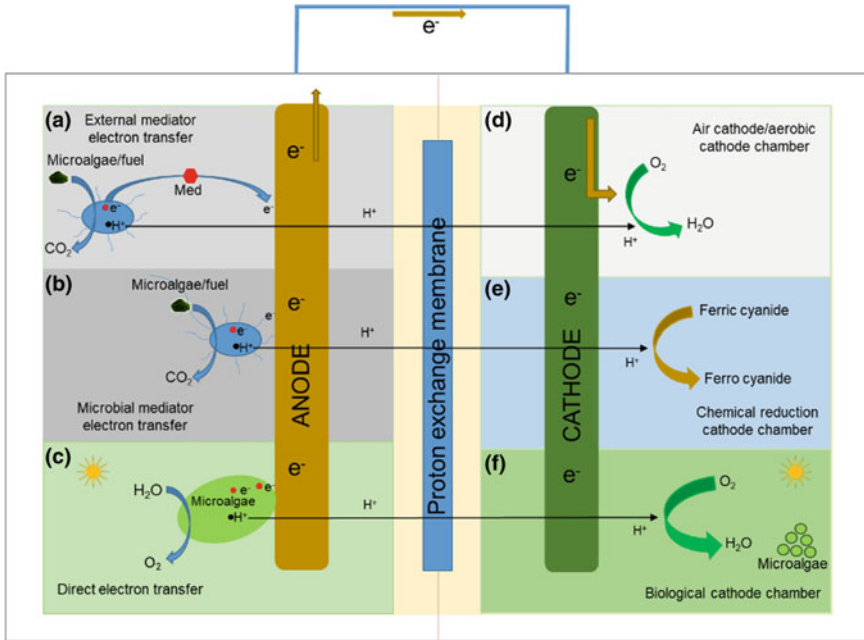 e⁻
(a)
External mediator
electron transfer
Microalgae/fuel
Med
e⁻
H⁺
CO₂
e⁻
e⁻
H⁺
(b)
Microalgae/fuel
e⁻
H⁺
CO₂
e⁻
e⁻
H⁺
Microbial mediator
electron transfer
(c)
H₂O
Microalgae
e⁻
H⁺
O₂
e⁻
e⁻
H⁺
Direct electron transfer
ANODE
Proton exchange membrane
CATHODE
e⁻
e⁻
e⁻
(d)
Air cathode/aerobic
cathode chamber
O₂
H₂O
H⁺
(e)
Ferric cyanide
H⁺
Ferro cyanide
Chemical reduction
cathode chamber
(f)
O₂
H⁺
H₂O
Microalgae
Biological cathode chamber